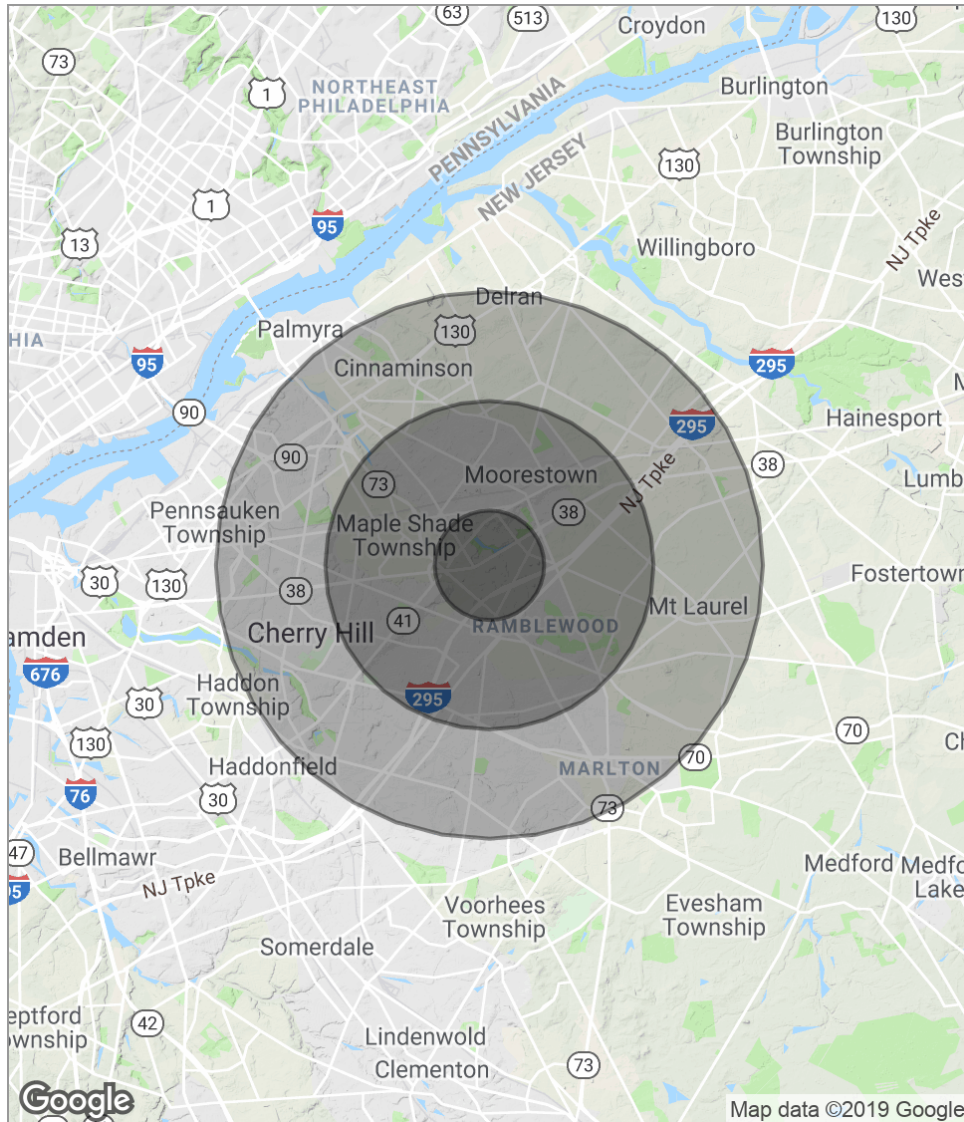 63
513
Croydon
130
73
1
NORTHEAST
PHILADELPHIA
PENNSYLVANIA
Burlington
Burlington
Township
NEW JERSEY
130
1
95
13
Willingboro
NJ Tpke
West
Delran
Palmyra
130
HIA
95
Cinnaminson
295
90
295
Hainesport
90
73
Moorestown
38
NJ Tpke
Lumb
Pennsauken
Township
Maple Shade
Township
38
30
130
38
Fostertown
41
Mt Laurel
amden
Cherry Hill
RAMBLEWOOD
676
Haddon
Township
30
295
130
70
70
Ch
Haddonfield
MARLTON
76
30
73
47
Bellmawr
Medford
Medfo
Lake
95
NJ Tpke
Voorhees
Township
Evesham
Township
Somerdale
eptford
ownship
42
Lindenwold
Clementon
73
Google
Map data ©2019 Google